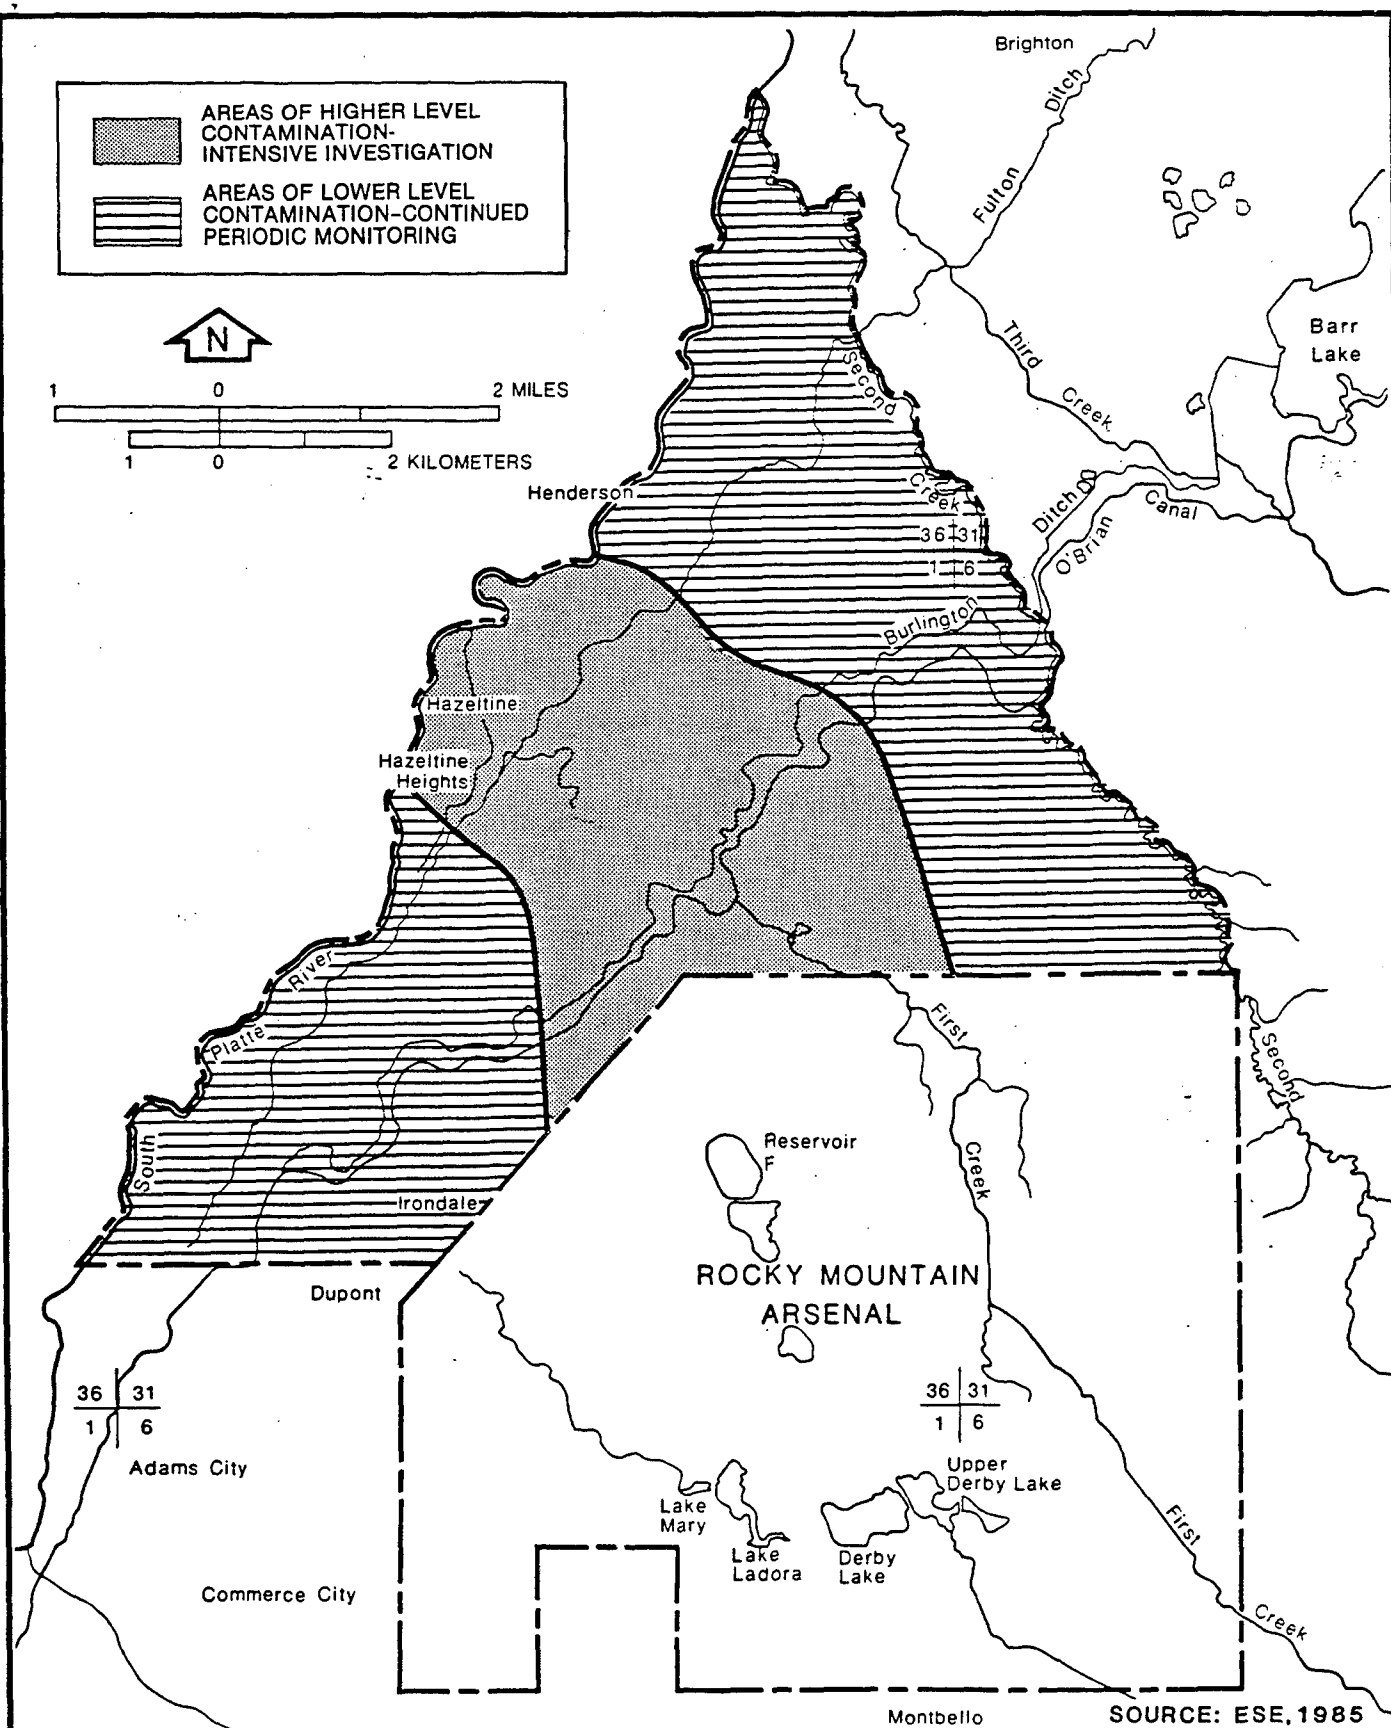 Brighton
AREAS OF HIGHER LEVEL
CONTAMINATION-
INTENSIVE INVESTIGATION
AREAS OF LOWER LEVEL
CONTAMINATION-CONTINUED
PERIODIC MONITORING
Fulton Ditch
N
1 0 2 MILES
1 0 2 KILOMETERS
Barr
Lake
Third Creek
Second Creek
Henderson
36 31
1 6
Ditch
O'Brian Canal
Burlington
Hazeltine
Hazeltine
Heights
South Platte River
First
Creek
Second
Reservoir
F
Irondale
ROCKY MOUNTAIN
ARSENAL
Dupont
36 31
1 6
36 31
1 6
Adams City
Upper
Derby Lake
Lake
Mary
Lake
Ladora
Derby
Lake
First
Creek
Commerce City
Montbello
SOURCE: ESE, 1985